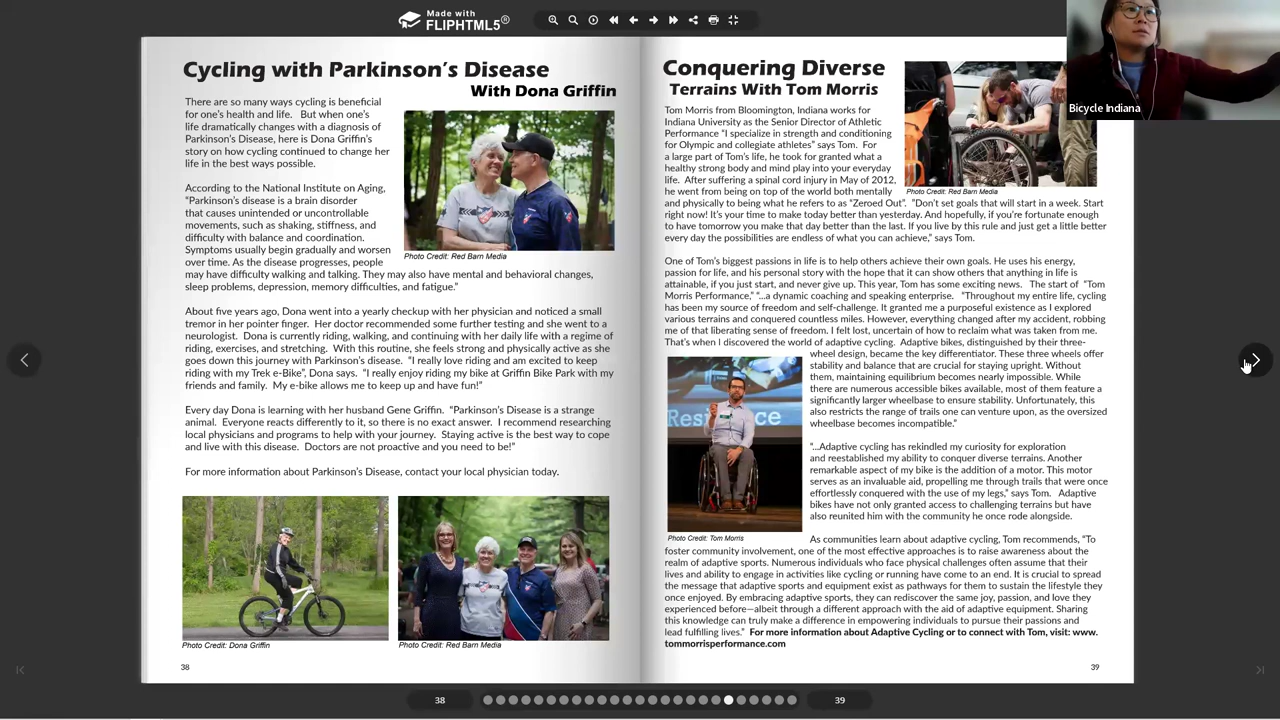 Made with
FLIPHTML5®
Bicycle Indiana
Cycling with Parkinson's Disease
With Dona Griffin
There are so many ways cycling is beneficial
for one's health and life.   But when one's
life dramatically changes with a diagnosis of
Parkinson's Disease, here is Dona Griffin's
story on how cycling continued to change her
life in the best ways possible.
According to the National Institute on Aging,
"Parkinson's disease is a brain disorder
that causes unintended or uncontrollable
movements, such as shaking, stiffness, and
difficulty with balance and coordination.
Symptoms usually begin gradually and worsen
over time. As the disease progresses, people
may have difficulty walking and talking. They may also have mental and behavioral changes,
sleep problems, depression, memory difficulties, and fatigue."
Photo Credit: Red Barn Media
About five years ago, Dona went into a yearly checkup with her physician and noticed a small
tremor in her pointer finger.  Her doctor recommended some further testing and she went to a
neurologist.  Dona is currently riding, walking, and continuing with her daily life with a regime of
riding, exercises, and stretching.  With this routine, she feels strong and physically active as she
goes down this journey with Parkinson's disease.  "I really love riding and am excited to keep
riding with my Trek e-Bike", Dona says.  "I really enjoy riding my bike at Griffin Bike Park with my
friends and family.  My e-bike allows me to keep up and have fun!"
Every day Dona is learning with her husband Gene Griffin.  "Parkinson's Disease is a strange
animal.  Everyone reacts differently to it, so there is no exact answer.  I recommend researching
local physicians and programs to help with your journey.  Staying active is the best way to cope
and live with this disease.  Doctors are not proactive and you need to be!"
For more information about Parkinson's Disease, contact your local physician today.
Photo Credit: Dona Griffin
Photo Credit: Red Barn Media
38
Conquering Diverse
Terrains With Tom Morris
Tom Morris from Bloomington, Indiana works for
Indiana University as the Senior Director of Athletic
Performance "I specialize in strength and conditioning
for Olympic and collegiate athletes" says Tom.  For
a large part of Tom's life, he took for granted what a
healthy strong body and mind play into your everyday
life.  After suffering a spinal cord injury in May of 2012,
he went from being on top of the world both mentally
and physically to being what he refers to as "Zeroed Out".  "Don't set goals that will start in a week. Start
right now! It's your time to make today better than yesterday. And hopefully, if you're fortunate enough
to have tomorrow you make that day better than the last. If you live by this rule and just get a little better
every day the possibilities are endless of what you can achieve," says Tom.
Photo Credit: Red Barn Media
One of Tom's biggest passions in life is to help others achieve their own goals. He uses his energy,
passion for life, and his personal story with the hope that it can show others that anything in life is
attainable, if you just start, and never give up. This year, Tom has some exciting news.   The start of  "Tom
Morris Performance," "...a dynamic coaching and speaking enterprise.   "Throughout my entire life, cycling
has been my source of freedom and self-challenge. It granted me a purposeful existence as I explored
various terrains and conquered countless miles. However, everything changed after my accident, robbing
me of that liberating sense of freedom. I felt lost, uncertain of how to reclaim what was taken from me.
That's when I discovered the world of adaptive cycling.  Adaptive bikes, distinguished by their three-
wheel design, became the key differentiator. These three wheels offer
stability and balance that are crucial for staying upright. Without
them, maintaining equilibrium becomes nearly impossible. While
there are numerous accessible bikes available, most of them feature a
significantly larger wheelbase to ensure stability. Unfortunately, this
also restricts the range of trails one can venture upon, as the oversized
wheelbase becomes incompatible."
"...Adaptive cycling has rekindled my curiosity for exploration
and reestablished my ability to conquer diverse terrains. Another
remarkable aspect of my bike is the addition of a motor. This motor
serves as an invaluable aid, propelling me through trails that were once
effortlessly conquered with the use of my legs," says Tom.   Adaptive
bikes have not only granted access to challenging terrains but have
also reunited him with the community he once rode alongside.
Photo Credit: Tom Morris
As communities learn about adaptive cycling, Tom recommends, "To
foster community involvement, one of the most effective approaches is to raise awareness about the
realm of adaptive sports. Numerous individuals who face physical challenges often assume that their
lives and ability to engage in activities like cycling or running have come to an end. It is crucial to spread
the message that adaptive sports and equipment exist as pathways for them to sustain the lifestyle they
once enjoyed. By embracing adaptive sports, they can rediscover the same joy, passion, and love they
experienced before—albeit through a different approach with the aid of adaptive equipment. Sharing
this knowledge can truly make a difference in empowering individuals to pursue their passions and
lead fulfilling lives."  For more information about Adaptive Cycling or to connect with Tom, visit: www.
tommorrisperformance.com
39
38
39